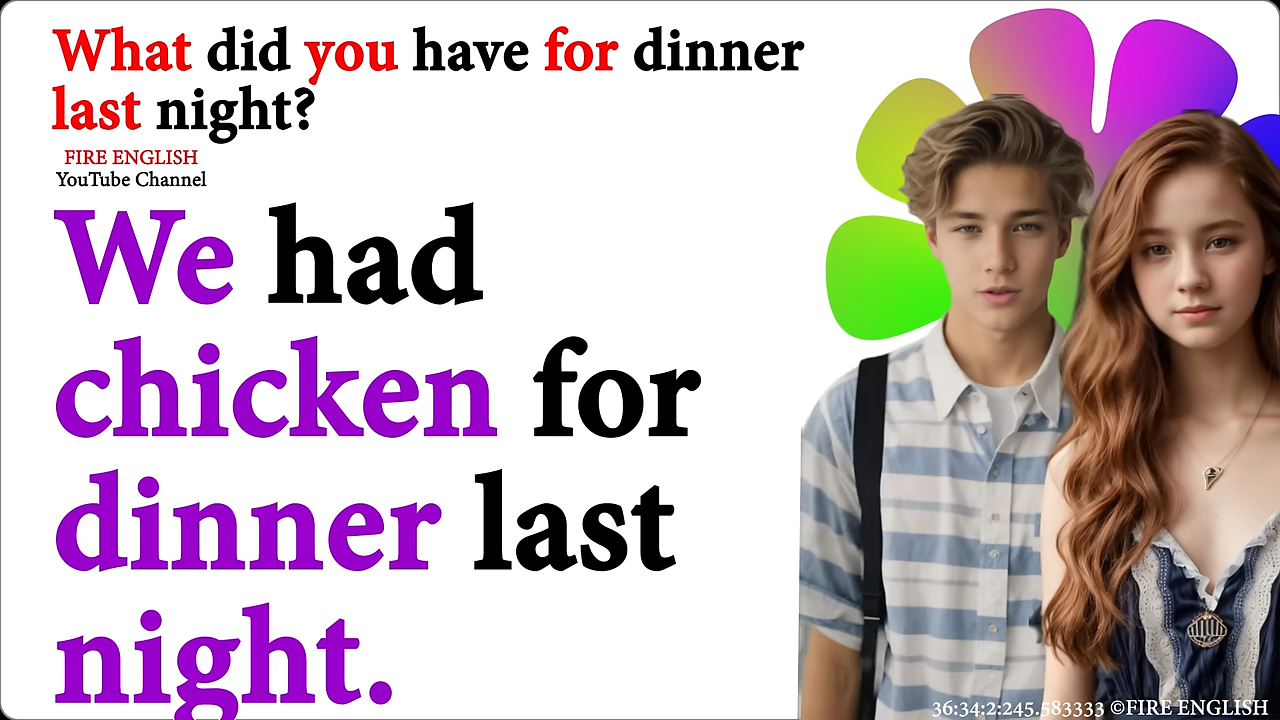 What did you have for dinner
last night?
FIRE ENGLISH
YouTube Channel
We had
chicken for
dinner last
night.
36:34:2:245.583333 ©FIRE ENGLISH